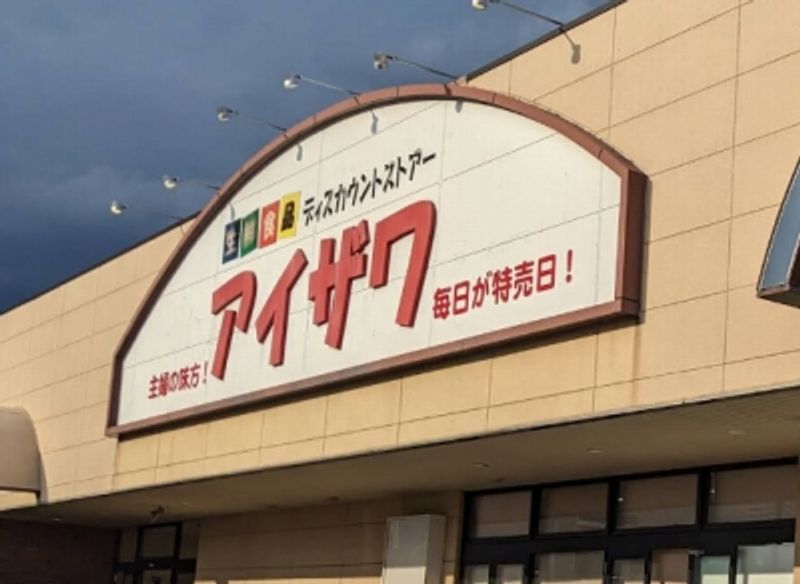 生鮮食品 ディスカウントストアー
アイザワ
主婦の味方！ 毎日が特売日！